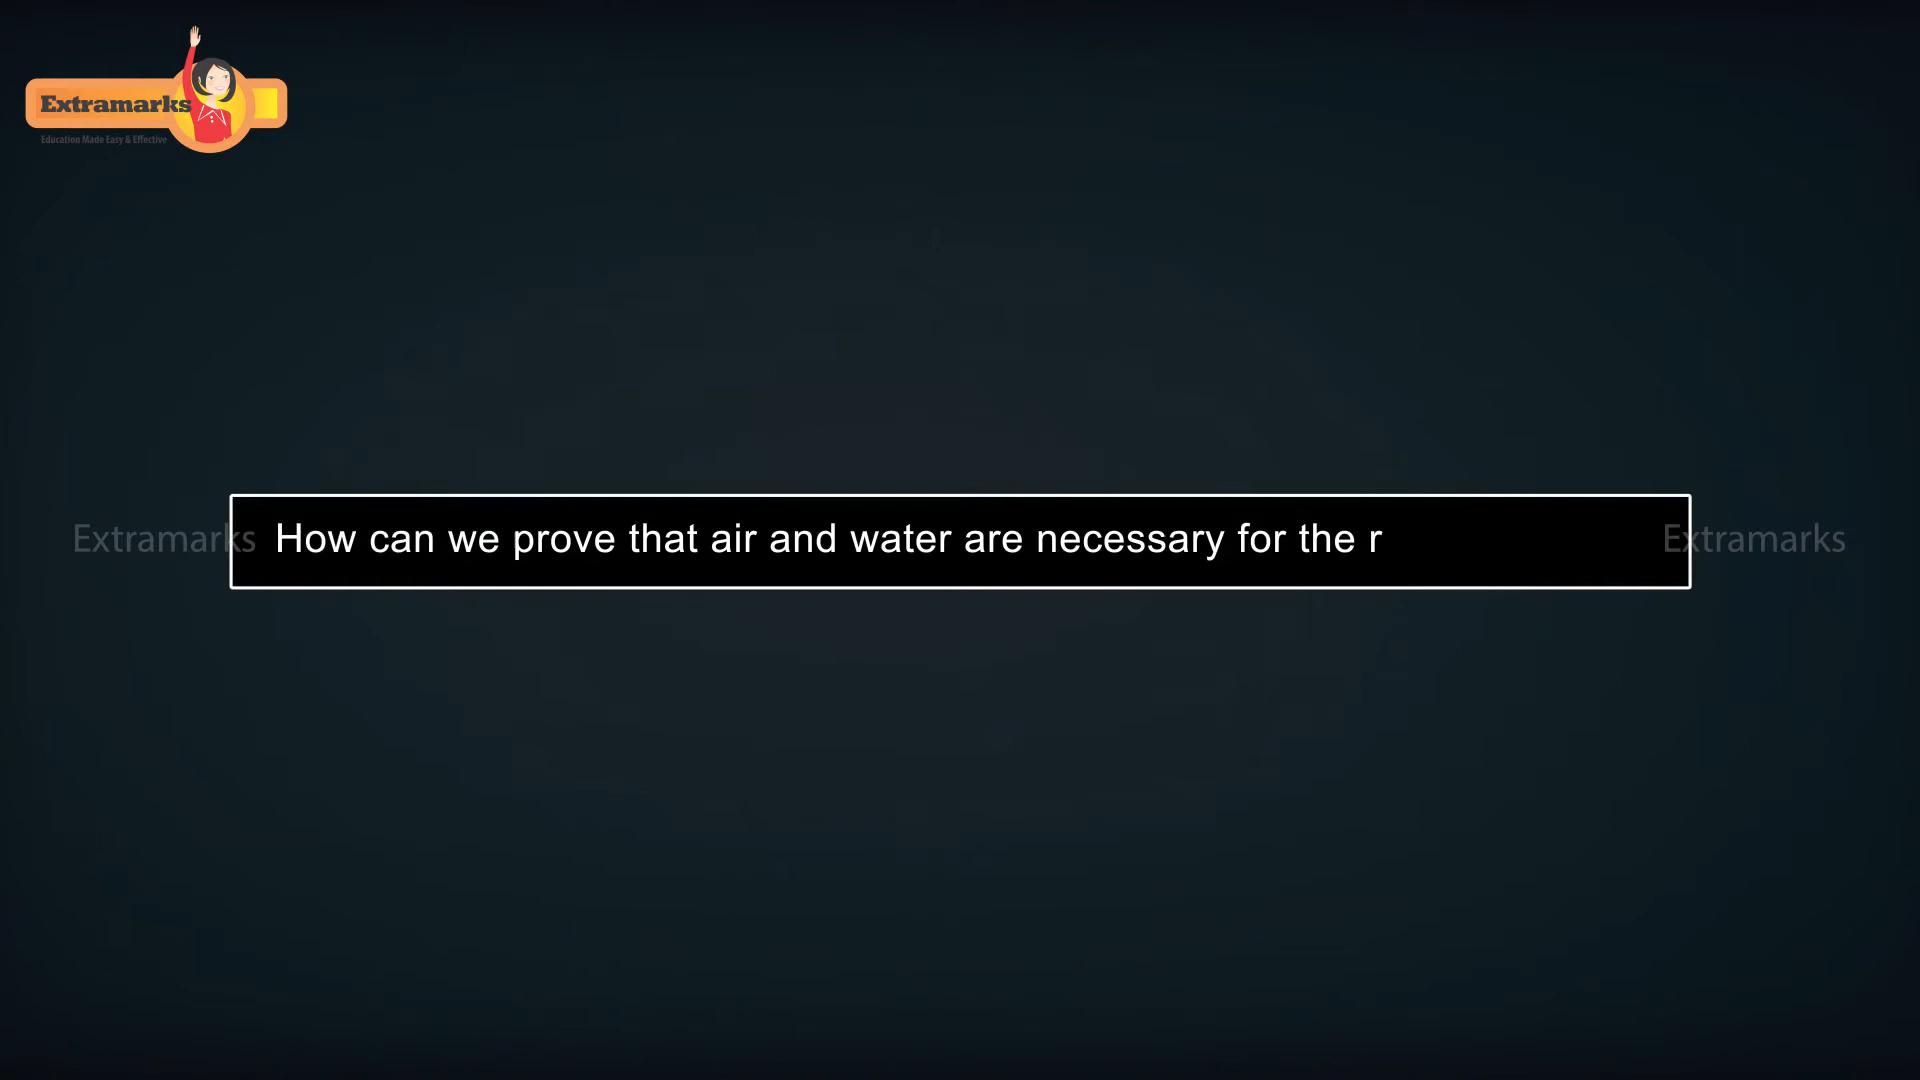 Extramarks
Education Made Easy & Effective
Extramarks
How can we prove that air and water are necessary for the r
Extramarks